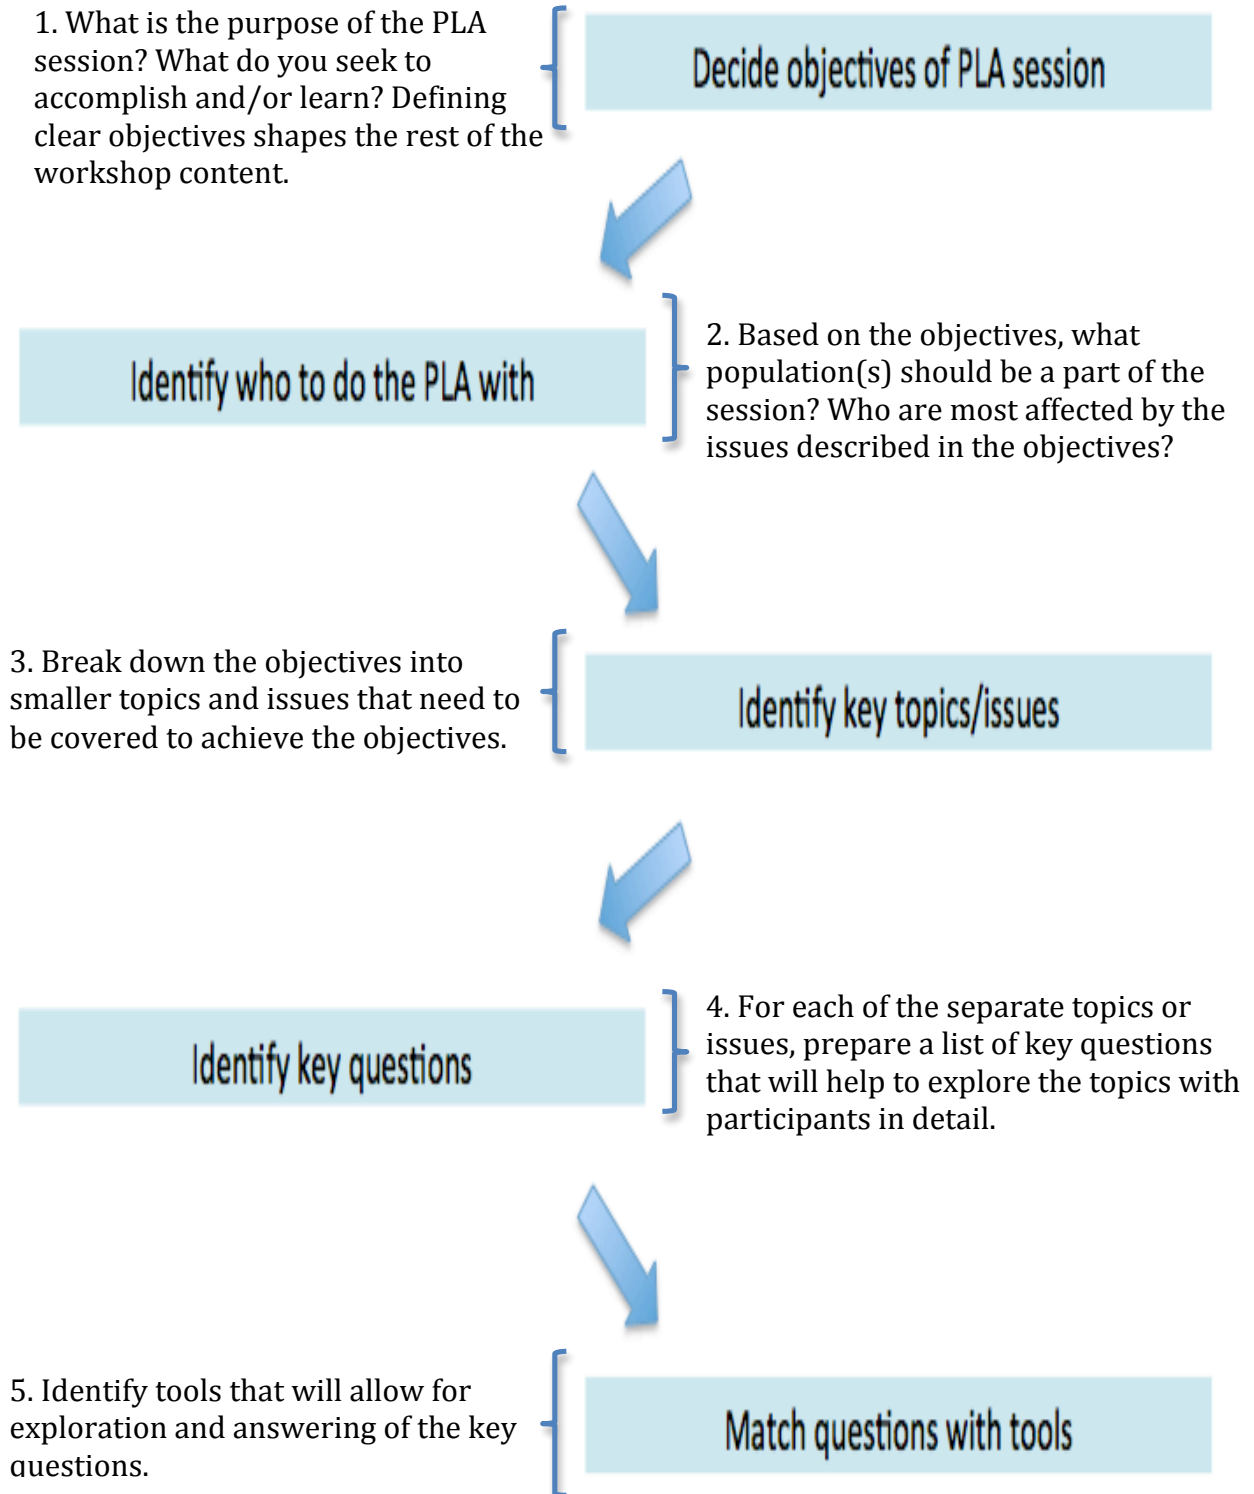 1. What is the purpose of the PLA
session? What do you seek to
accomplish and/or learn? Defining
clear objectives shapes the rest of the
workshop content.
Decide objectives of PLA session
Identify who to do the PLA with
2. Based on the objectives, what
population(s) should be a part of the
session? Who are most affected by the
issues described in the objectives?
3. Break down the objectives into
smaller topics and issues that need to
be covered to achieve the objectives.
Identify key topics/issues
Identify key questions
4. For each of the separate topics or
issues, prepare a list of key questions
that will help to explore the topics with
participants in detail.
5. Identify tools that will allow for
exploration and answering of the key
questions.
Match questions with tools